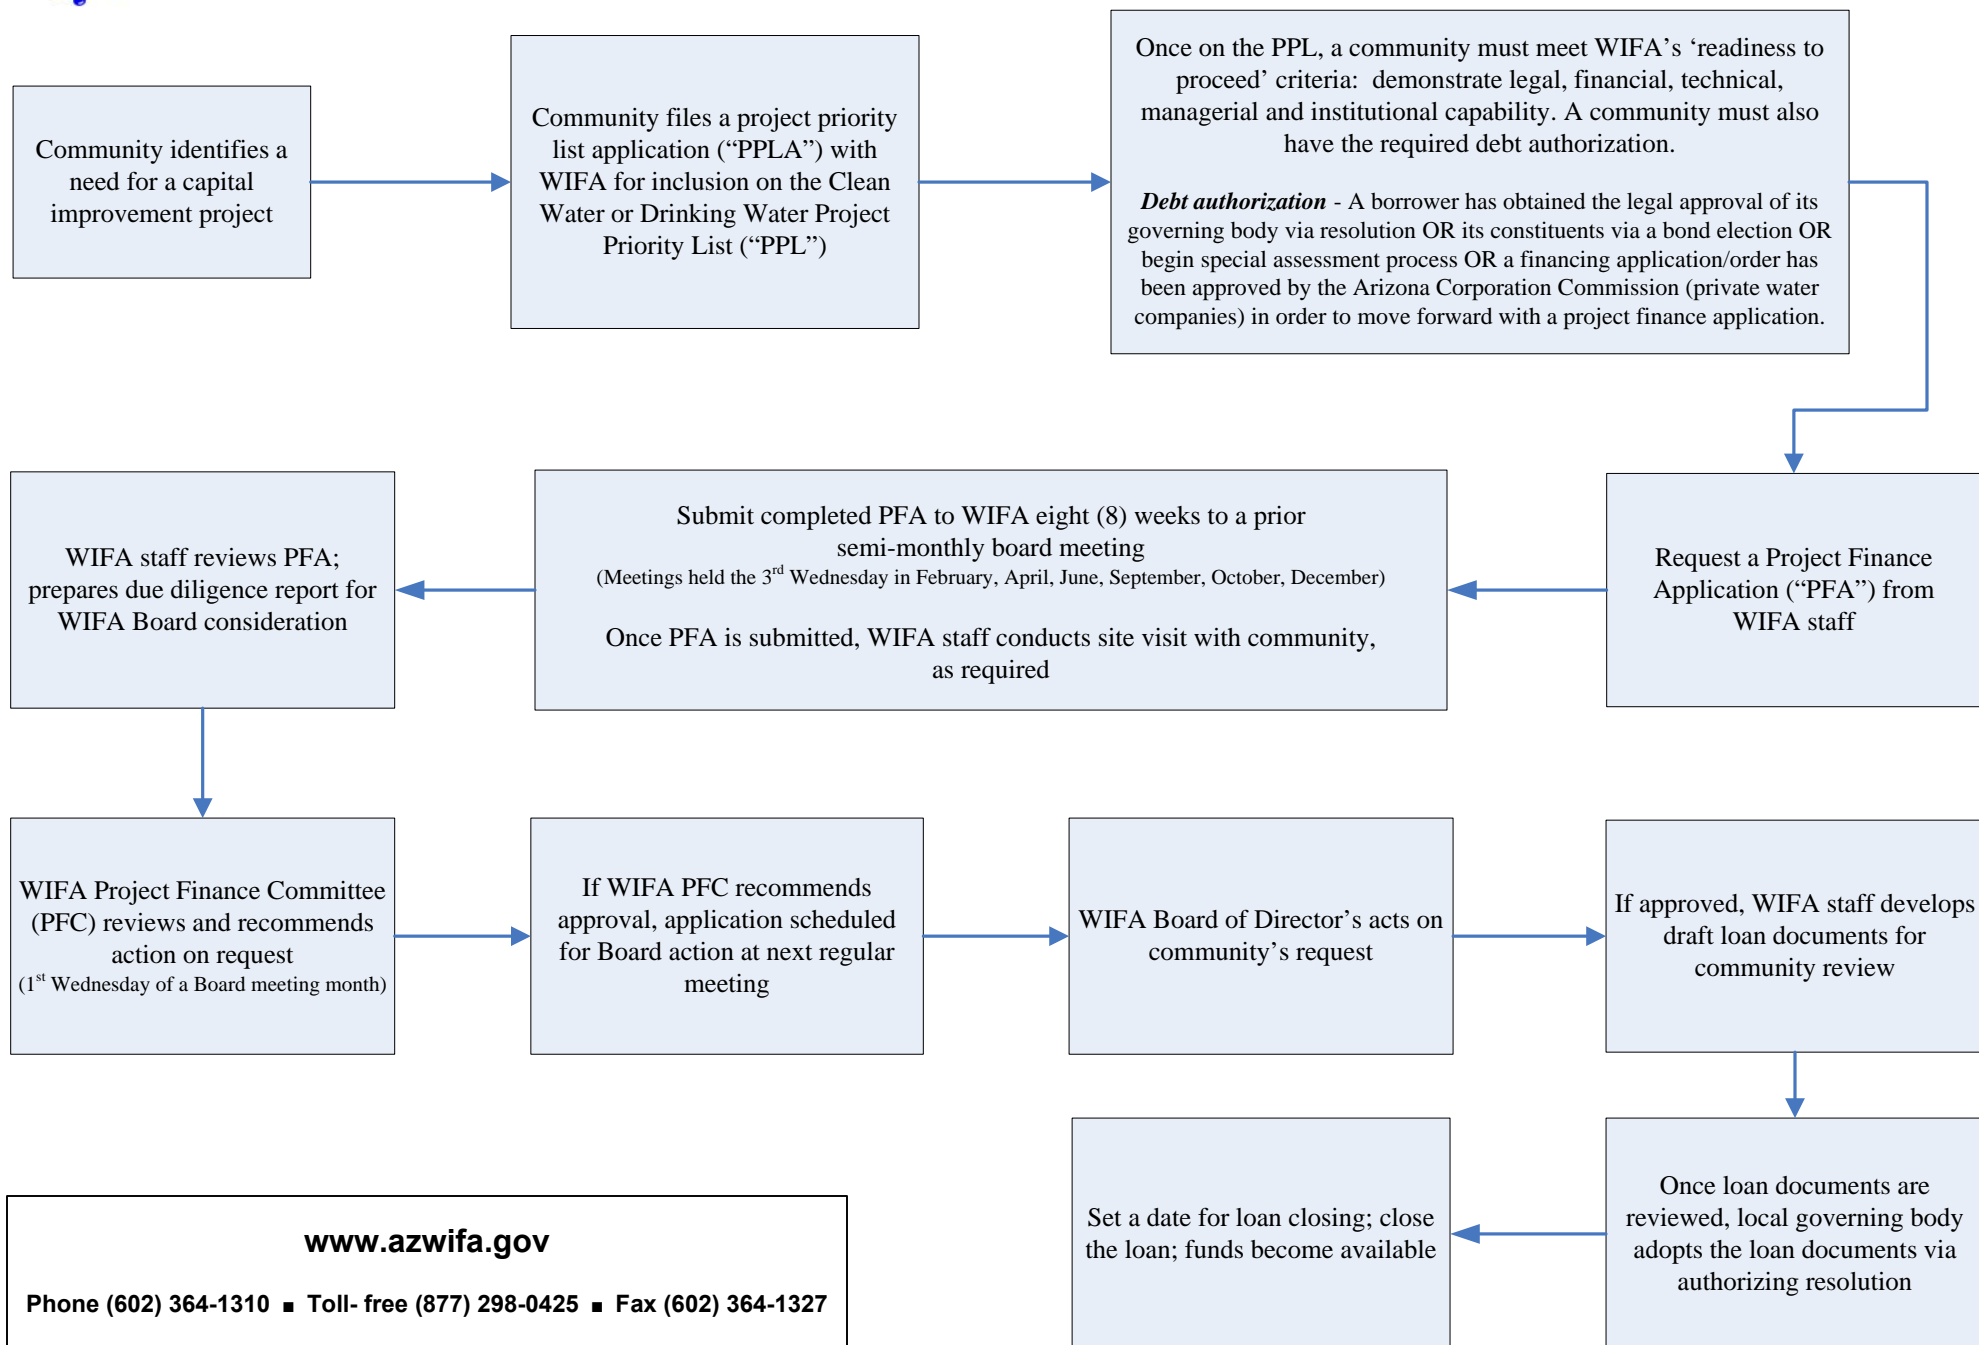 Community identifies a
need for a capital
improvement project
Community files a project priority
list application (“PPLA”) with
WIFA for inclusion on the Clean
Water or Drinking Water Project
Priority List (“PPL”)
Once on the PPL, a community must meet WIFA’s ‘readiness to
proceed’ criteria:  demonstrate legal, financial, technical,
managerial and institutional capability. A community must also
have the required debt authorization.
Debt authorization - A borrower has obtained the legal approval of its
governing body via resolution OR its constituents via a bond election OR
begin special assessment process OR a financing application/order has
been approved by the Arizona Corporation Commission (private water
companies) in order to move forward with a project finance application.
Request a Project Finance
Application (“PFA”) from
WIFA staff
Submit completed PFA to WIFA eight (8) weeks to a prior
semi-monthly board meeting
(Meetings held the 3rd Wednesday in February, April, June, September, October, December)
Once PFA is submitted, WIFA staff conducts site visit with community,
as required
WIFA staff reviews PFA;
prepares due diligence report for
WIFA Board consideration
WIFA Project Finance Committee
(PFC) reviews and recommends
action on request
(1st Wednesday of a Board meeting month)
If WIFA PFC recommends
approval, application scheduled
for Board action at next regular
meeting
WIFA Board of Director’s acts on
community’s request
If approved, WIFA staff develops
draft loan documents for
community review
Once loan documents are
reviewed, local governing body
adopts the loan documents via
authorizing resolution
Set a date for loan closing; close
the loan; funds become available
www.azwifa.gov
Phone (602) 364-1310 ■ Toll- free (877) 298-0425 ■ Fax (602) 364-1327